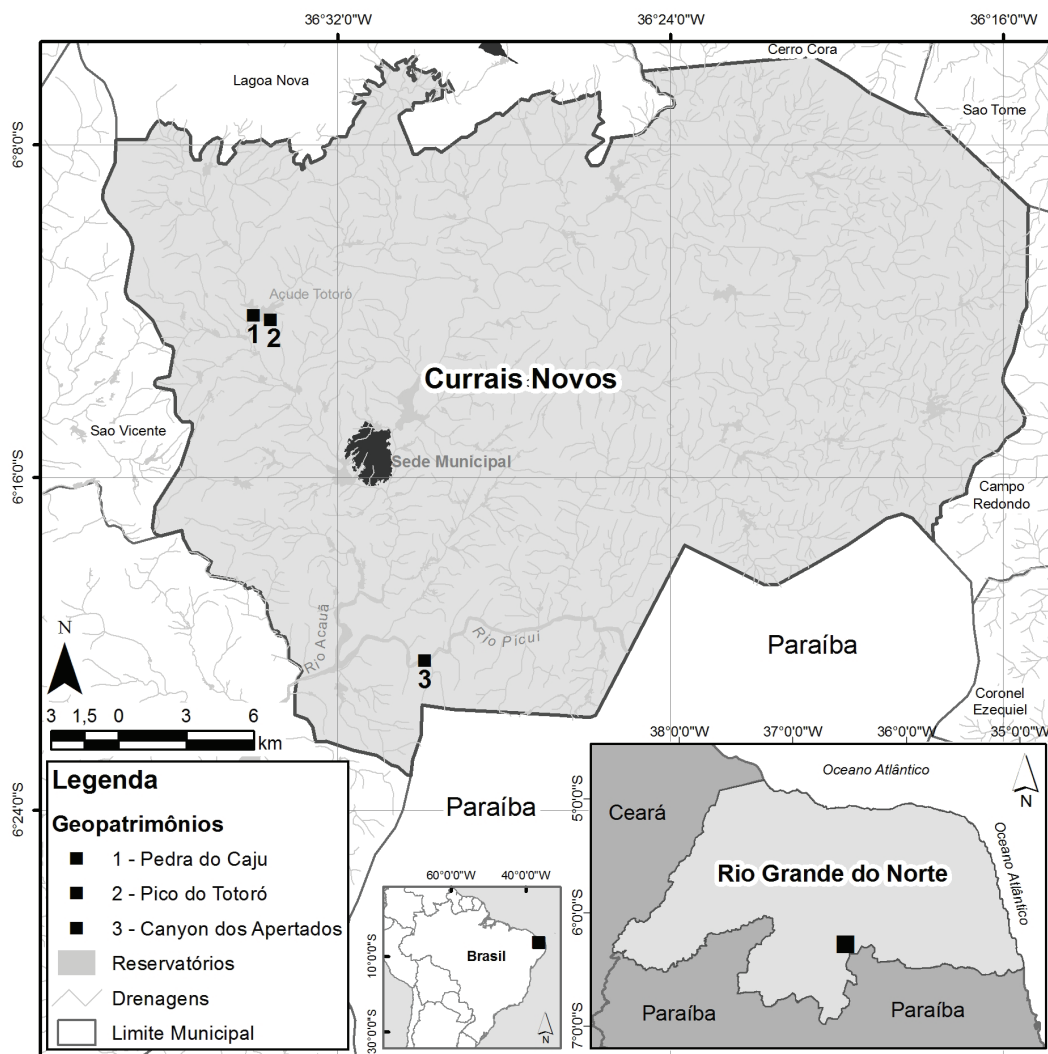 36°32'0"W
36°24'0"W
36°16'0"W
Cerro Cora
Lagoa Nova
Sao Tome
6°8'0"S
Açude Totoró
1
2
Currais Novos
Sao Vicente
Sede Municipal
6°16'0"S
Campo
Redondo
Rio Acauã
Rio Picui
3
Paraíba
N
Coronel
Ezequiel
3 1,5 0 3 6
km
38°0'0"W
37°0'0"W
36°0'0"W
35°0'0"W
Legenda
Geopatrimônios
1 - Pedra do Caju
2 - Pico do Totoró
3 - Canyon dos Apertados
Reservatórios
Drenagens
Limite Municipal
6°24'0"S
Paraíba
60°0'0"W
40°0'0"W
Brasil
10°0'0"S
30°0'0"S
N
Oceano Atlântico
N
5°0'0"S
Ceará
Oceano Atlântico
Rio Grande do Norte
6°0'0"S
Paraíba
Paraíba
7°0'0"S